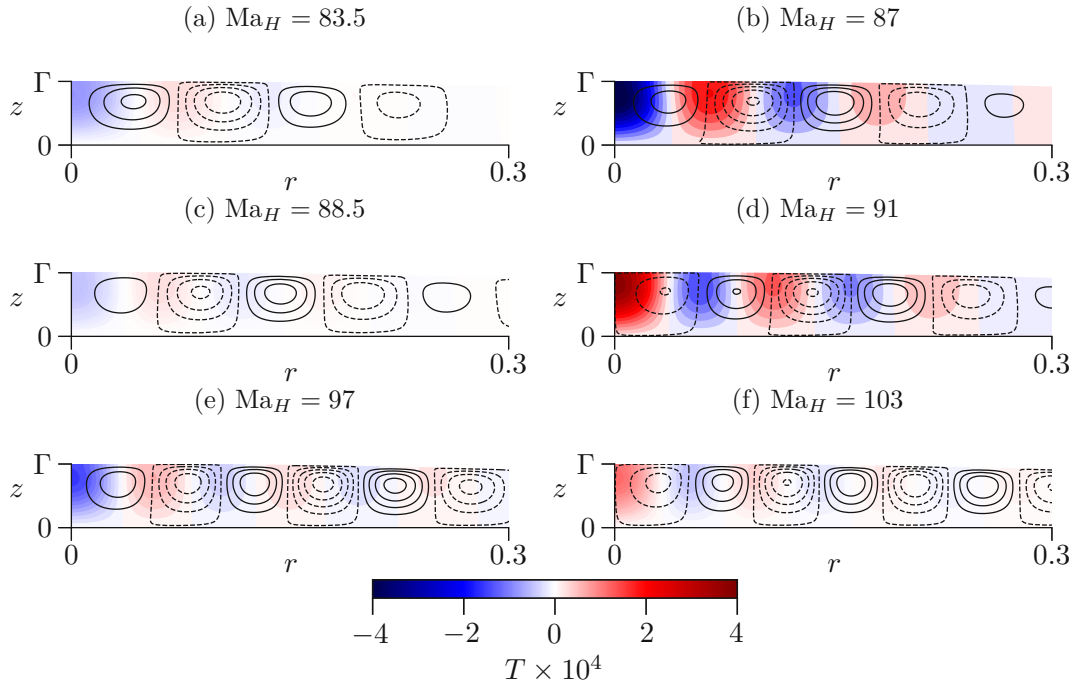 (a) Ma_H = 83.5
(b) Ma_H = 87
Γ
z
0
0
r
0.3
Γ
z
0
0
r
0.3
(c) Ma_H = 88.5
(d) Ma_H = 91
Γ
z
0
0
r
0.3
Γ
z
0
0
r
0.3
(e) Ma_H = 97
(f) Ma_H = 103
Γ
z
0
0
r
0.3
Γ
z
0
0
r
0.3
−4 −2 0 2 4
T × 10⁴